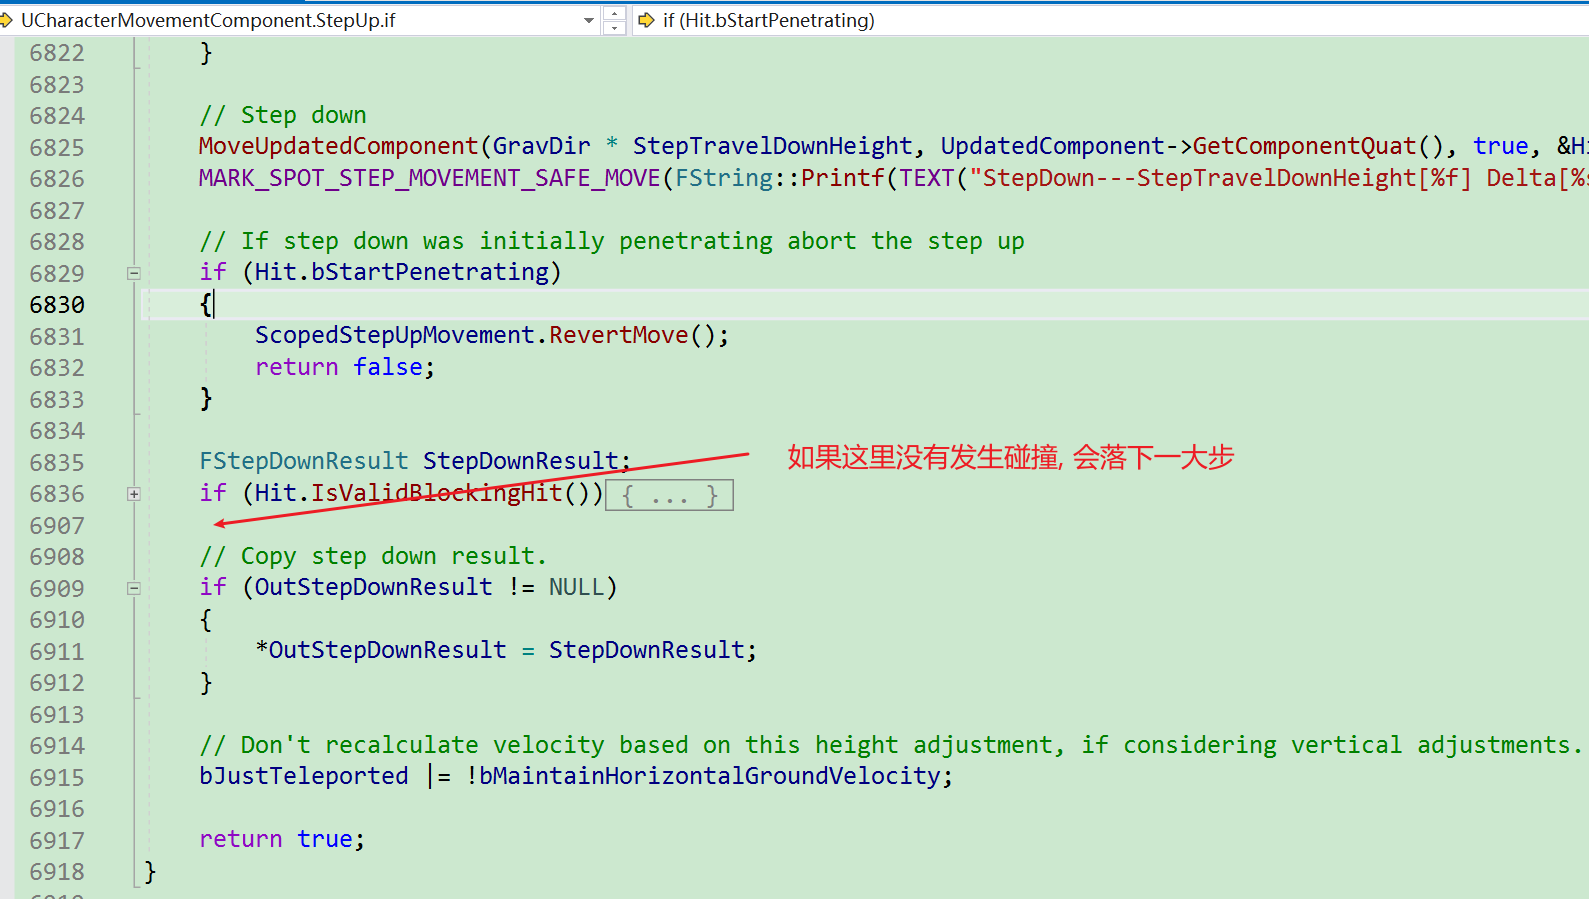 UCharacterMovementComponent.StepUp.if
if (Hit.bStartPenetrating)
6822 }
6823
6824 // Step down
6825 MoveUpdatedComponent(GravDir * StepTravelDownHeight, UpdatedComponent->GetComponentQuat(), true, &Hi
6826 MARK_SPOT_STEP_MOVEMENT_SAFE_MOVE(FString::Printf(TEXT("StepDown---StepTravelDownHeight[%f] Delta[%s
6827
6828 // If step down was initially penetrating abort the step up
6829 if (Hit.bStartPenetrating)
6830 {
6831 ScopedStepUpMovement.RevertMove();
6832 return false;
6833 }
6834
6835 FStepDownResult StepDownResult;
如果这里没有发生碰撞, 会落下一大步
6836 if (Hit.IsValidBlockingHit()) { ... }
6907
6908 // Copy step down result.
6909 if (OutStepDownResult != NULL)
6910 {
6911 *OutStepDownResult = StepDownResult;
6912 }
6913
6914 // Don't recalculate velocity based on this height adjustment, if considering vertical adjustments.
6915 bJustTeleported |= !bMaintainHorizontalGroundVelocity;
6916
6917 return true;
6918 }